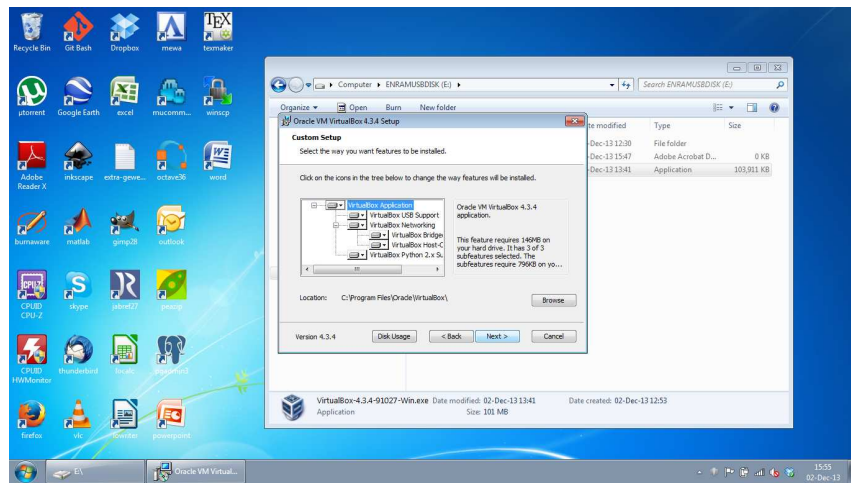 TEX
Recycle Bin Git Bash Dropbox mewa texmaker
µtorrent Google Earth excel mucomm... winscp
Adobe Reader X inkscape extra-gewe... octave36 word
burnaware matlab gimp28 outlook
CPUID
CPUID CPU-Z skype jabref27 peazip
CPUID HWMonitor thunderbird localc
firefox vlc lowriter powerpoint
Computer ENRAMUSBDISK (E:)
Search ENRAMUSBDISK (E:)
Organize Open Burn New folder
te modified Type Size
-Dec-13 12:30 File folder
-Dec-13 15:47 Adobe Acrobat D... 0 KB
-Dec-13 13:41 Application 103,911 KB
Oracle VM VirtualBox 4.3.4 Setup
Custom Setup
Select the way you want features to be installed.
Click on the icons in the tree below to change the way features will be installed.
VirtualBox Application
VirtualBox USB Support
VirtualBox Networking
VirtualBox Bridge
VirtualBox Host-C
VirtualBox Python 2.x Su
Oracle VM VirtualBox 4.3.4
application.
This feature requires 146MB on
your hard drive. It has 3 of 3
subfeatures selected. The
subfeatures require 796KB on yo...
Location: C:\Program Files\Oracle\VirtualBox\
Browse
Version 4.3.4 Disk Usage < Back Next > Cancel
VirtualBox-4.3.4-91027-Win.exe Date modified: 02-Dec-13 13:41 Date created: 02-Dec-13 12:53
Application Size: 101 MB
E:\ Oracle VM Virtual...
15:55
02-Dec-13